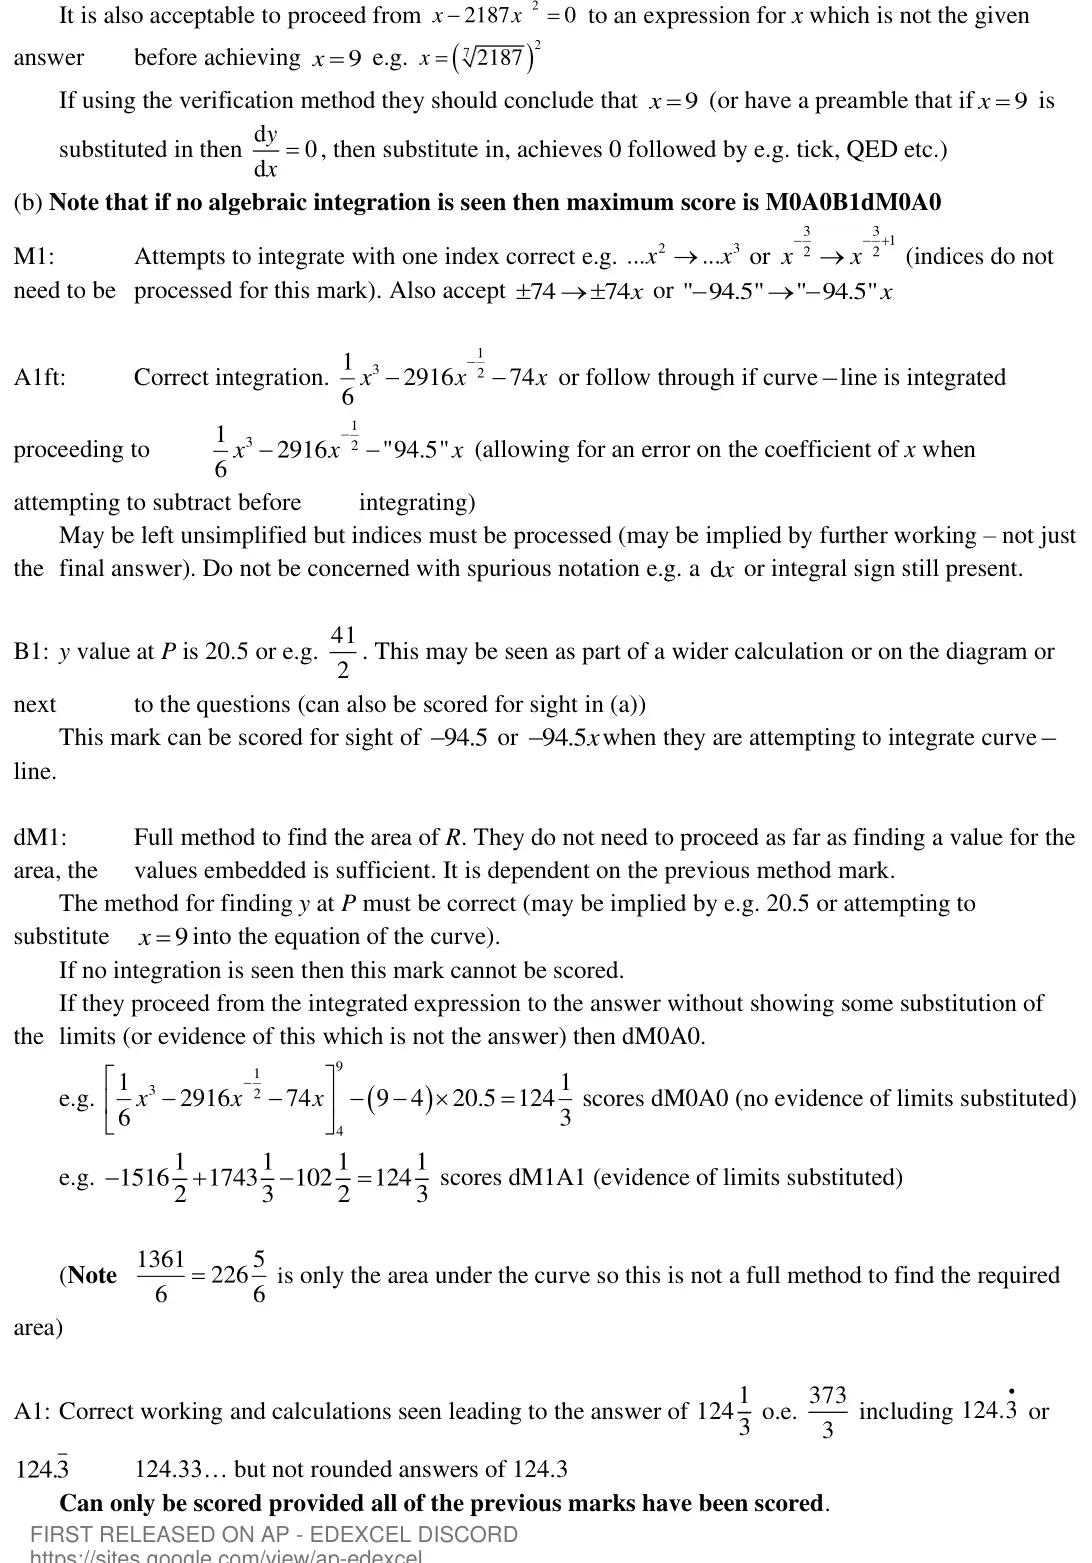 It is also acceptable to proceed from x − 2187x ² = 0 to an expression for x which is not the given
answer before achieving x = 9 e.g. x = (⁷√2187)²
If using the verification method they should conclude that x = 9 (or have a preamble that if x = 9 is
substituted in then dy/dx = 0, then substitute in, achieves 0 followed by e.g. tick, QED etc.)
(b) Note that if no algebraic integration is seen then maximum score is M0A0B1dM0A0
M1: Attempts to integrate with one index correct e.g. ...x² → ...x³ or x^(−3/2) → x^(−3/2+1) (indices do not
need to be processed for this mark). Also accept ±74 → ±74x or "−94.5" → "−94.5"x
A1ft: Correct integration. 1/6 x³ − 2916x^(−1/2) − 74x or follow through if curve − line is integrated
proceeding to 1/6 x³ − 2916x^(−1/2) − "94.5"x (allowing for an error on the coefficient of x when
attempting to subtract before integrating)
May be left unsimplified but indices must be processed (may be implied by further working – not just
the final answer). Do not be concerned with spurious notation e.g. a dx or integral sign still present.
B1: y value at P is 20.5 or e.g. 41/2. This may be seen as part of a wider calculation or on the diagram or
next to the questions (can also be scored for sight in (a))
This mark can be scored for sight of −94.5 or −94.5x when they are attempting to integrate curve −
line.
dM1: Full method to find the area of R. They do not need to proceed as far as finding a value for the
area, the values embedded is sufficient. It is dependent on the previous method mark.
The method for finding y at P must be correct (may be implied by e.g. 20.5 or attempting to
substitute x = 9 into the equation of the curve).
If no integration is seen then this mark cannot be scored.
If they proceed from the integrated expression to the answer without showing some substitution of
the limits (or evidence of this which is not the answer) then dM0A0.
e.g. [1/6 x³ − 2916x^(−1/2) − 74x]₄⁹ − (9 − 4) × 20.5 = 124 1/3 scores dM0A0 (no evidence of limits substituted)
e.g. −1516 1/2 + 1743 1/3 − 102 1/2 = 124 1/3 scores dM1A1 (evidence of limits substituted)
(Note 1361/6 = 226 5/6 is only the area under the curve so this is not a full method to find the required
area)
A1: Correct working and calculations seen leading to the answer of 124 1/3 o.e. 373/3 including 124.3̇ or
124.3̅ 124.33… but not rounded answers of 124.3
Can only be scored provided all of the previous marks have been scored.
FIRST RELEASED ON AP - EDEXCEL DISCORD
https://sites.google.com/view/ap-edexcel